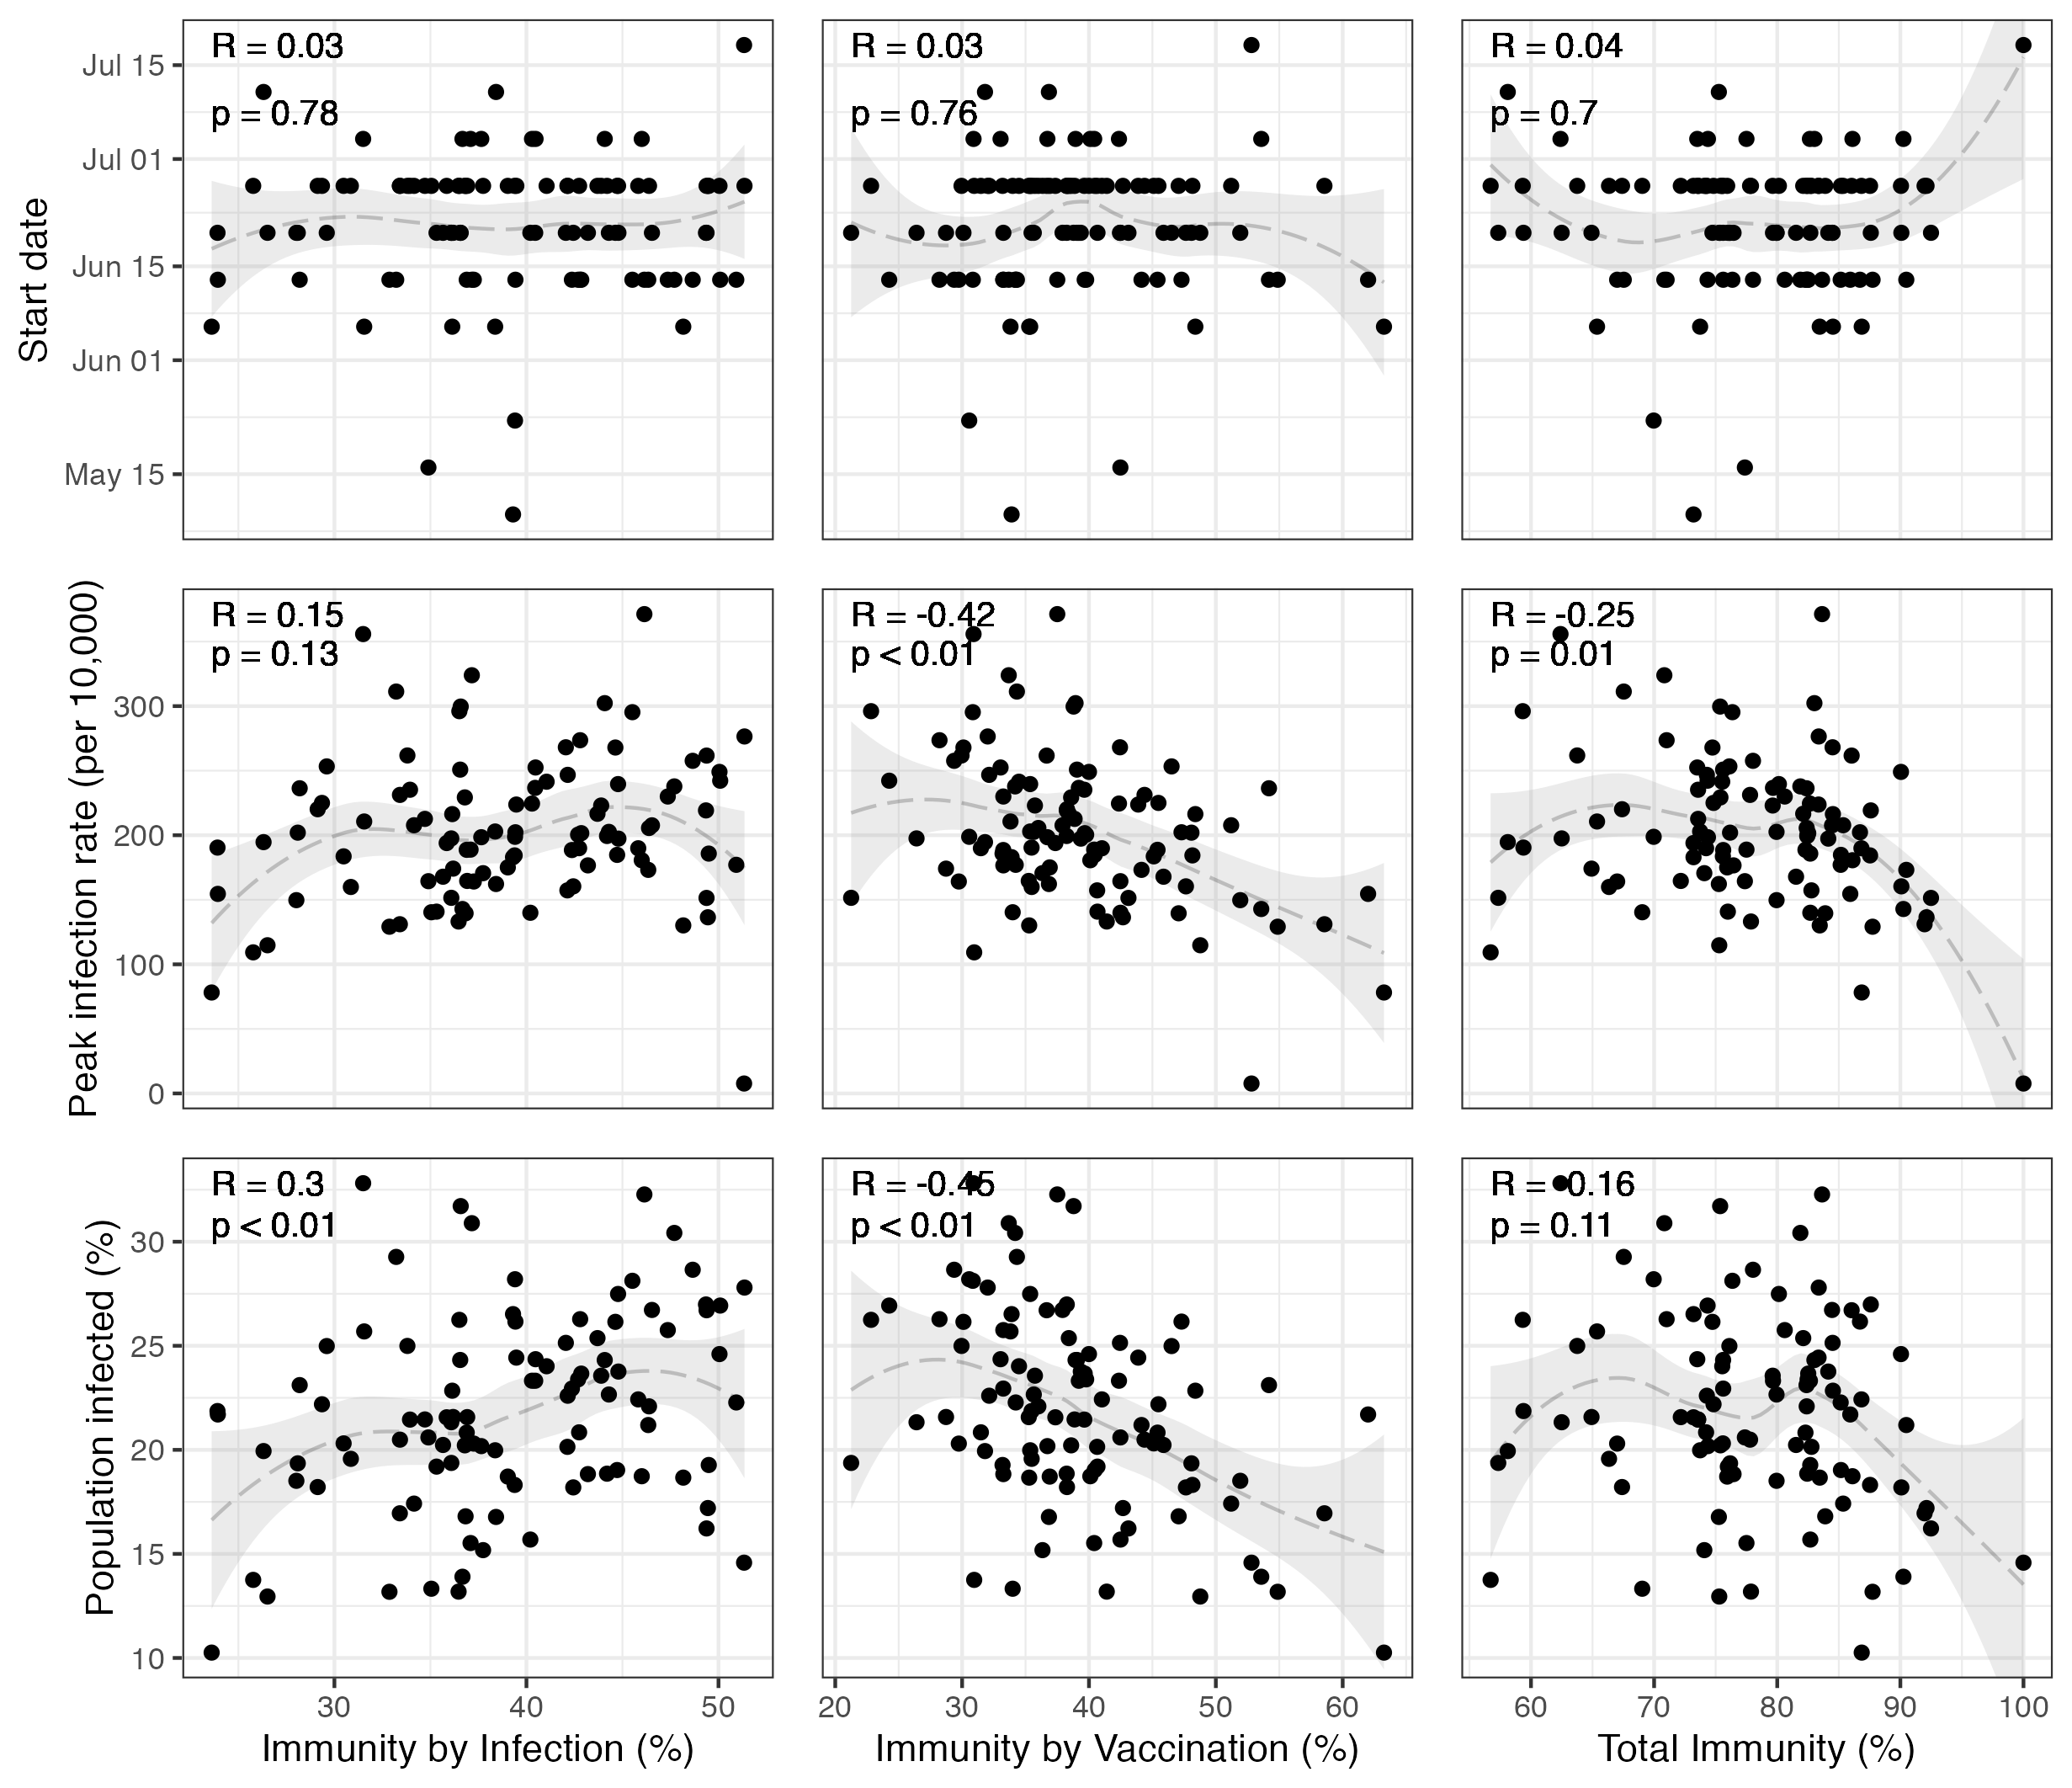 R = 0.03
p = 0.78
R = 0.03
p = 0.76
R = 0.04
p = 0.7
Jul 15
Jul 01
Jun 15
Jun 01
May 15
Start date
R = 0.15
p = 0.13
R = -0.42
p < 0.01
R = -0.25
p = 0.01
300
200
100
0
Peak infection rate (per 10,000)
R = 0.3
p < 0.01
R = -0.45
p < 0.01
R = -0.16
p = 0.11
30
25
20
15
10
Population infected (%)
30 40 50
20 30 40 50 60
60 70 80 90 100
Immunity by Infection (%)
Immunity by Vaccination (%)
Total Immunity (%)